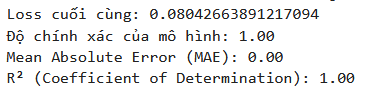 Loss cuối cùng: 0.08042663891217094
Độ chính xác của mô hình: 1.00
Mean Absolute Error (MAE): 0.00
R² (Coefficient of Determination): 1.00